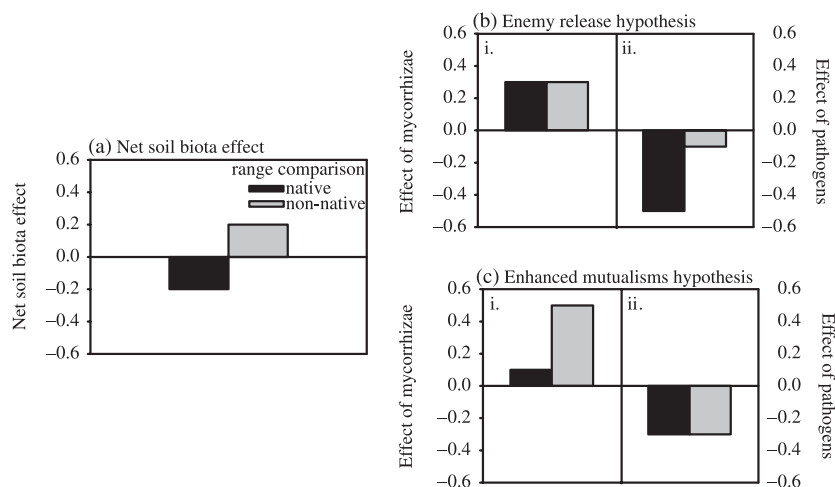 (a) Net soil biota effect
Net soil biota effect
0.6
0.4
0.2
0.0
−0.2
−0.4
−0.6
range comparison
native
non-native
(b) Enemy release hypothesis
Effect of mycorrhizae
0.6
0.4
0.2
0.0
−0.2
−0.4
−0.6
i.
ii.
0.6
0.4
0.2
0.0
−0.2
−0.4
−0.6
Effect of pathogens
(c) Enhanced mutualisms hypothesis
Effect of mycorrhizae
0.6
0.4
0.2
0.0
−0.2
−0.4
−0.6
i.
ii.
0.6
0.4
0.2
0.0
−0.2
−0.4
−0.6
Effect of pathogens